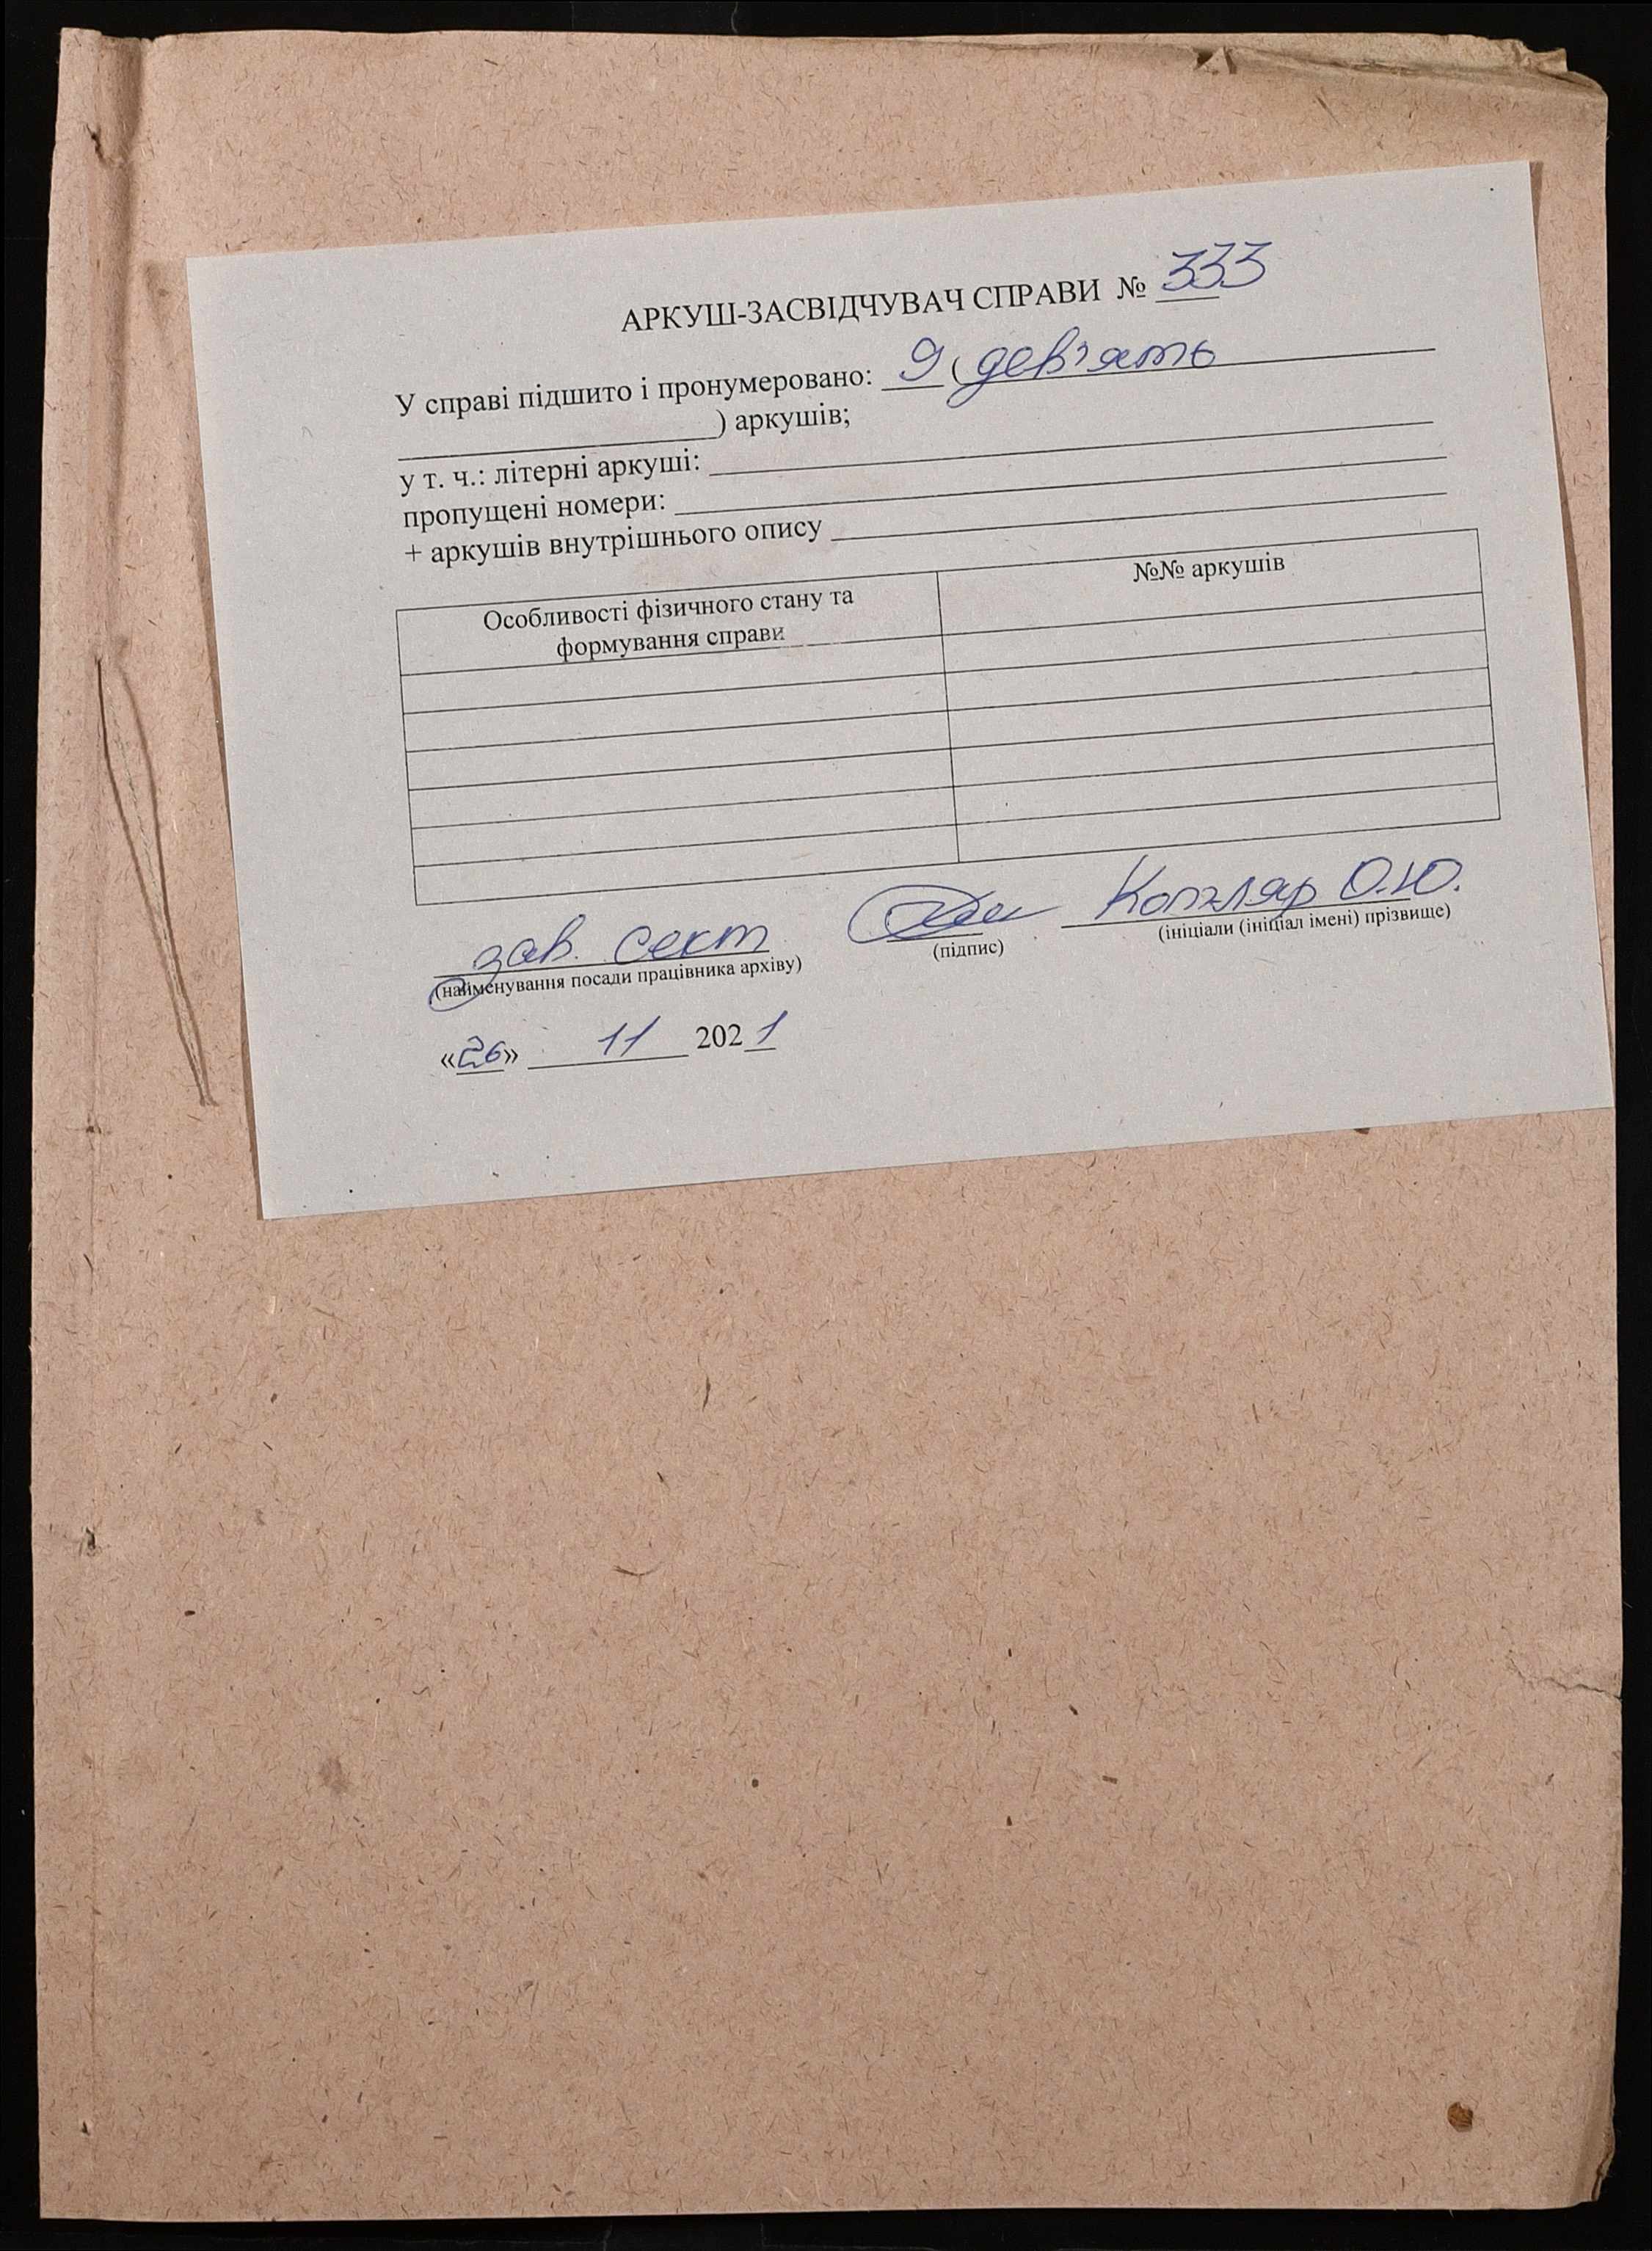 АРКУШ-ЗАСВІДЧУВАЧ СПРАВИ № 333
У справі підшито і пронумеровано: 9 ( дев'ять
) аркушів;
у т. ч.: літерні аркуші:
пропущені номери:
+ аркушів внутрішнього опису
Особливості фізичного стану та формування справи
№№ аркушів
зав. сект
(найменування посади працівника архіву)
(підпис)
Котляр О.Ю.
(ініціали (ініціал імені) прізвище)
«26» 11 2021